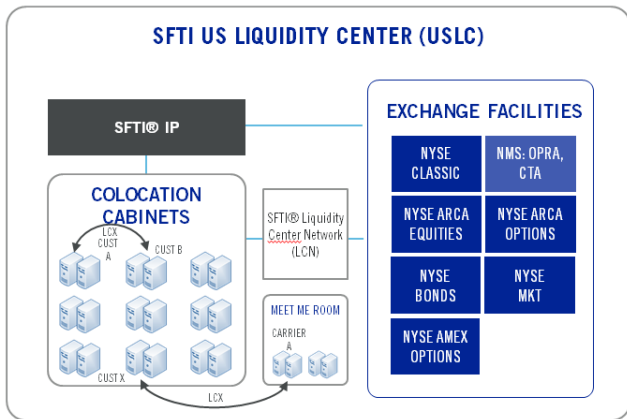 SFTI US LIQUIDITY CENTER (USLC)
SFTI® IP
COLOCATION
CABINETS
LCX
CUST
A
CUST B
CUST X
LCX
SFTI® Liquidity
Center Network
(LCN)
MEET ME ROOM
CARRIER
A
EXCHANGE FACILITIES
NYSE
CLASSIC
NMS: OPRA,
CTA
NYSE ARCA
EQUITIES
NYSE ARCA
OPTIONS
NYSE
BONDS
NYSE
MKT
NYSE AMEX
OPTIONS